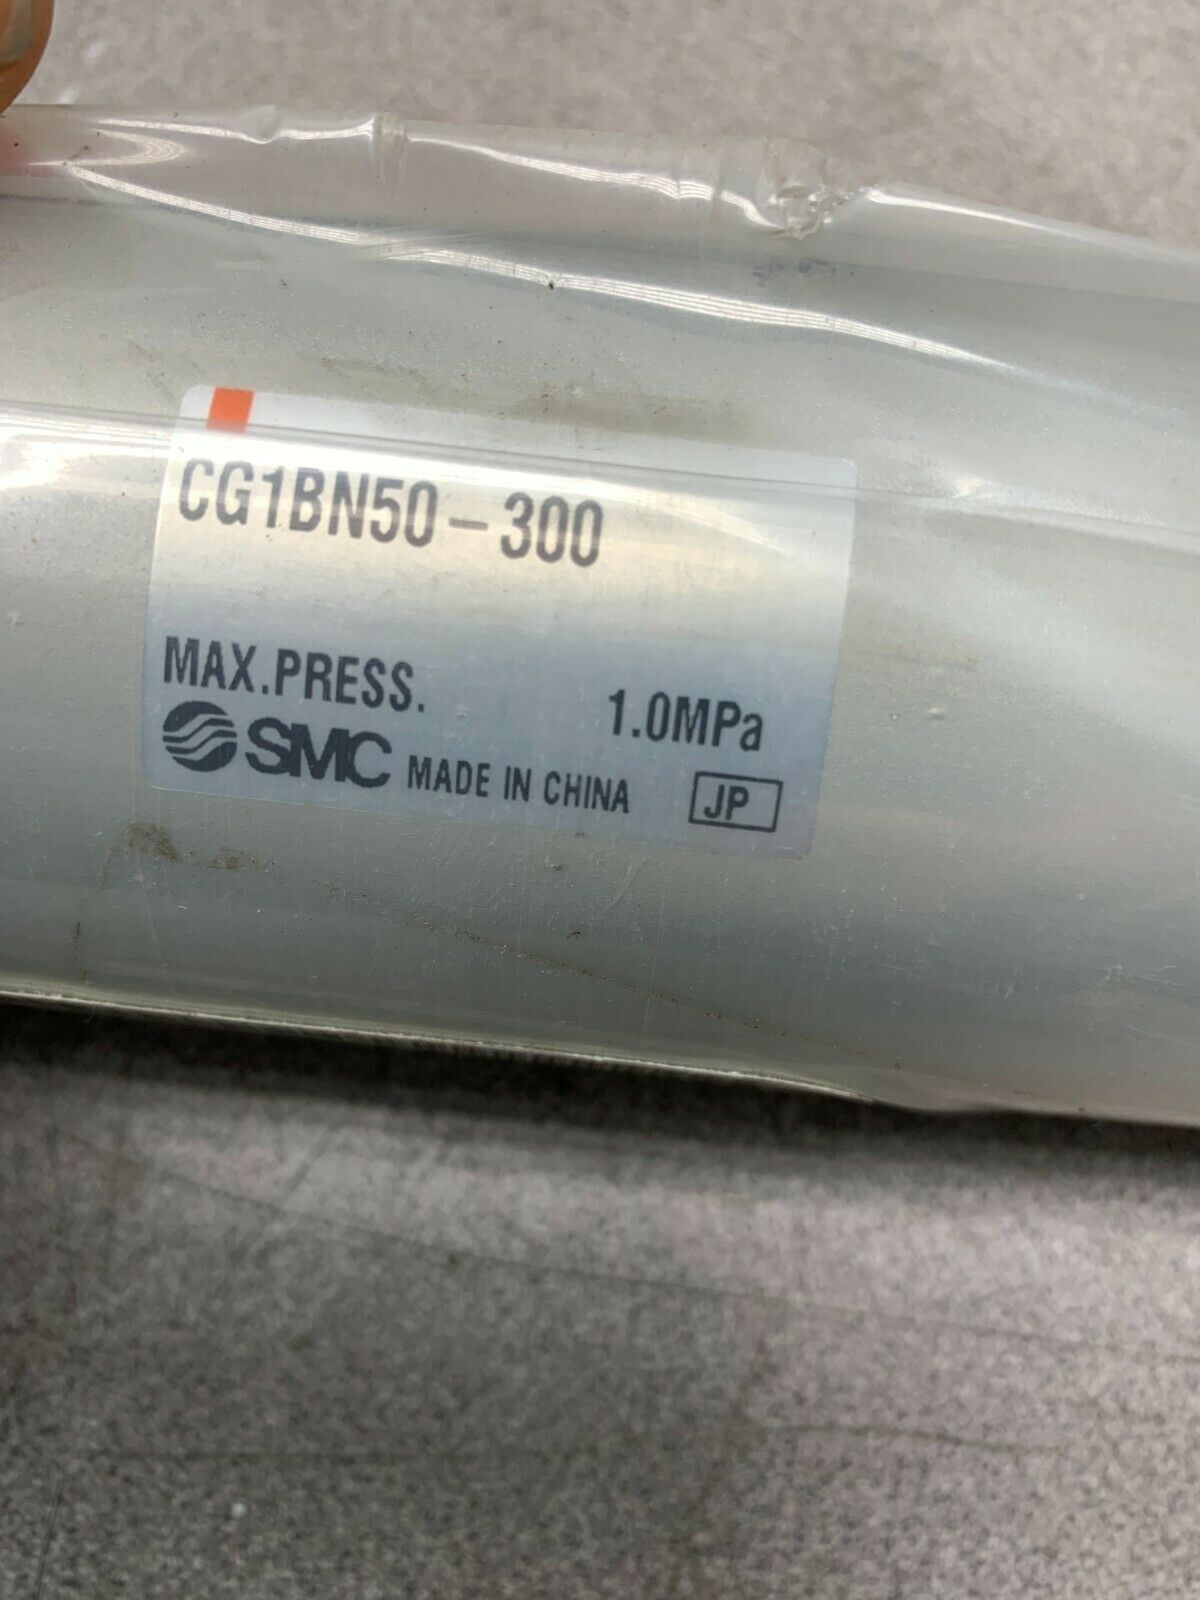 CG1BN50-300
MAX.PRESS. 1.0MPa
SMC MADE IN CHINA JP